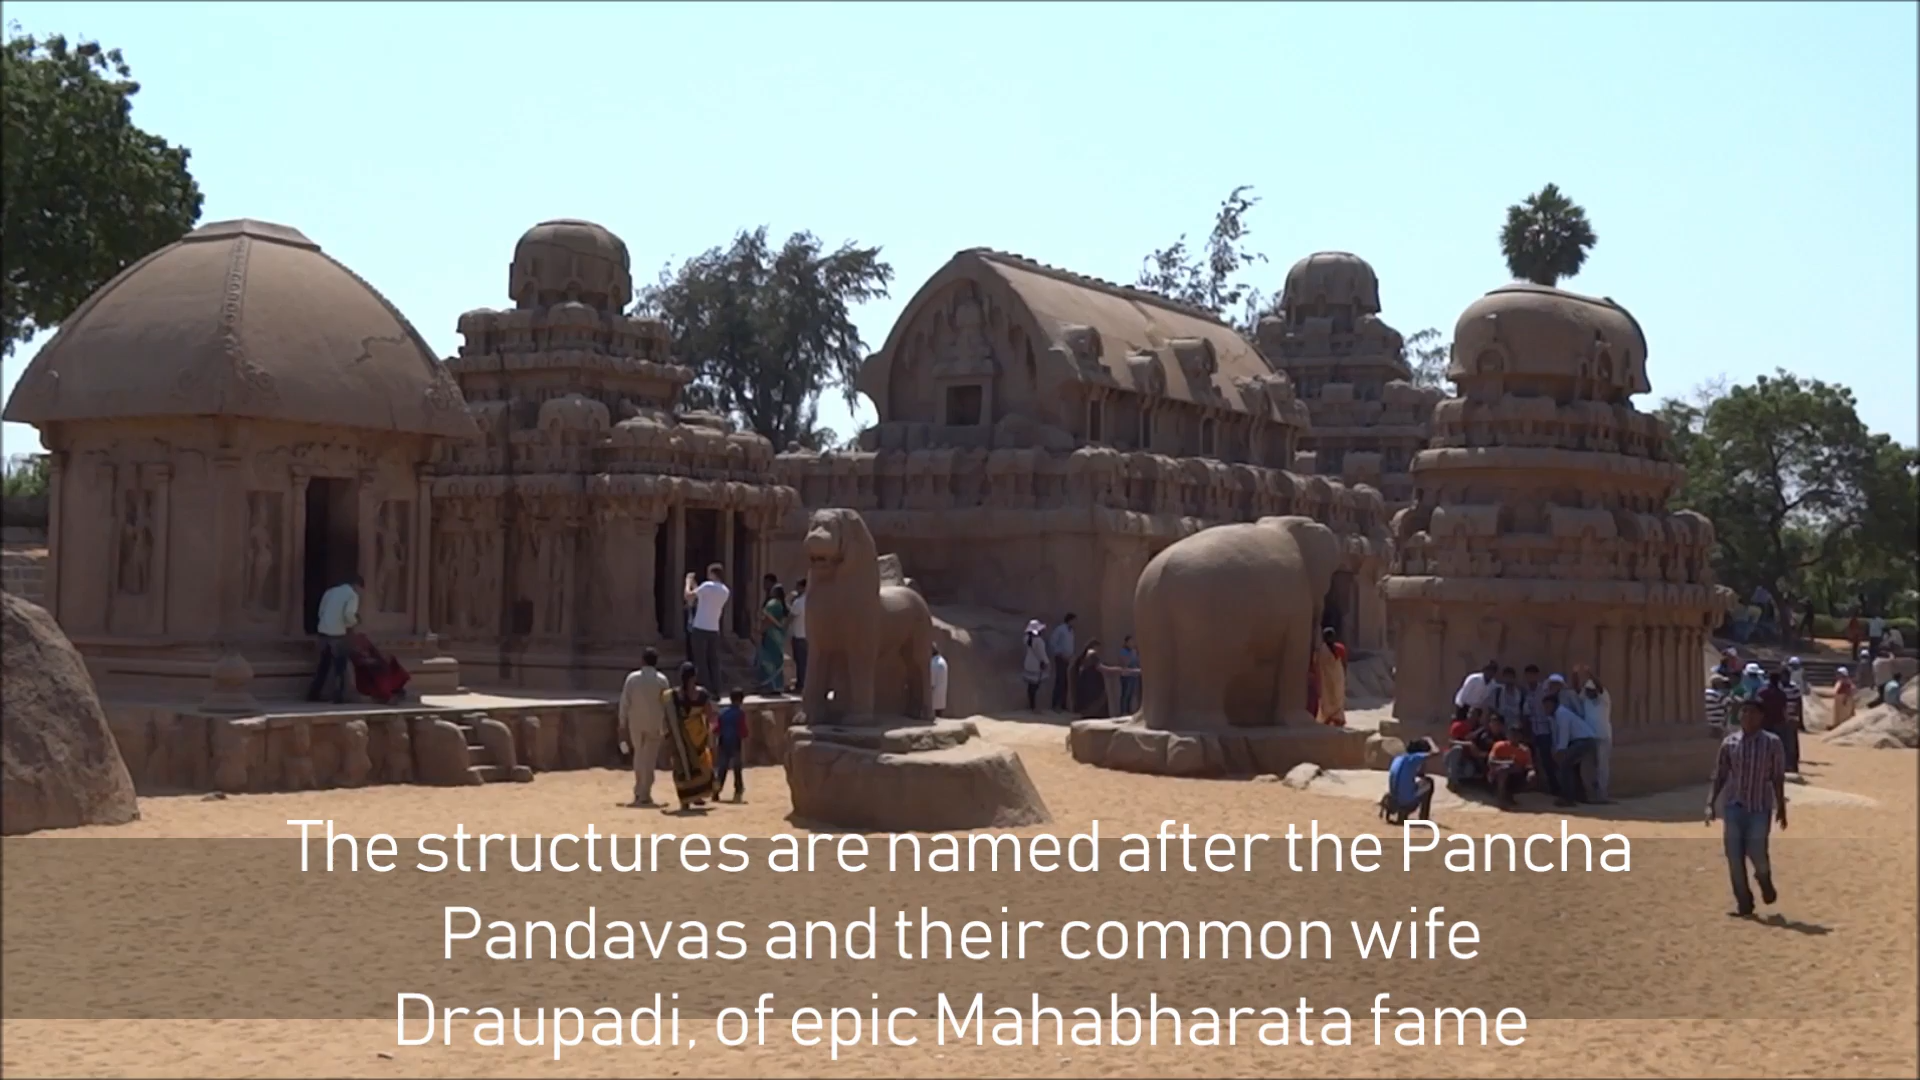 The structures are named after the Pancha
Pandavas and their common wife
Draupadi, of epic Mahabharata fame